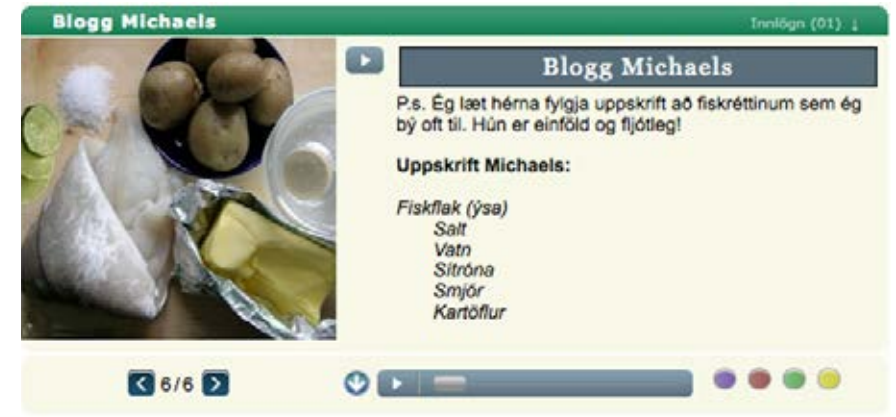 Blogg Michaels
Innlögn (01) ↓
Blogg Michaels
P.s. Ég læt hérna fylgja uppskrift að fiskréttinum sem ég
bý oft til. Hún er einföld og fljótleg!
Uppskrift Michaels:
Fiskflak (ýsa)
Salt
Vatn
Sítróna
Smjör
Kartöflur
6/6